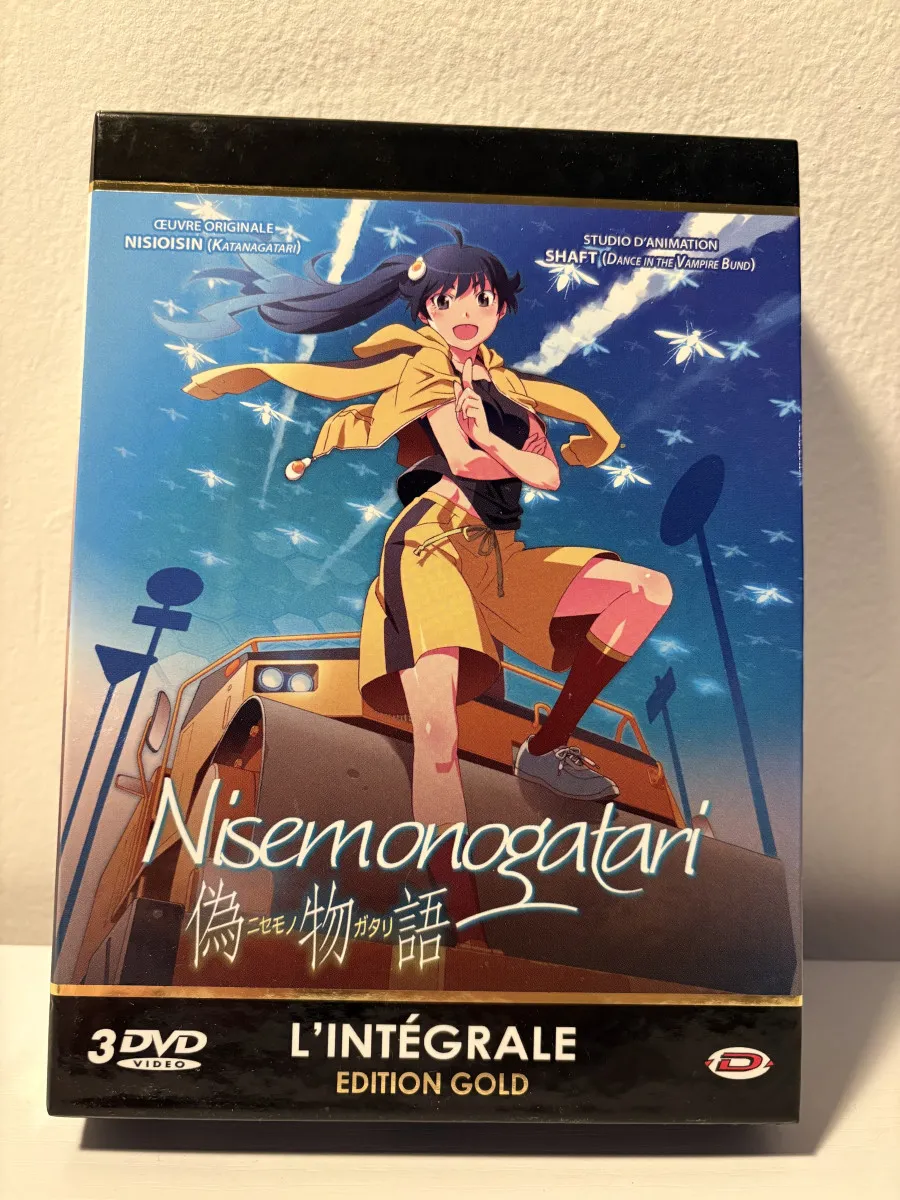 ŒUVRE ORIGINALE
NISIOISIN (KATANAGATARI)
STUDIO D'ANIMATION
SHAFT (DANCE IN THE VAMPIRE BUND)
Nisemonogatari
偽ニセモノ物ガタリ語
3 DVD
VIDEO
L'INTÉGRALE
EDITION GOLD
D